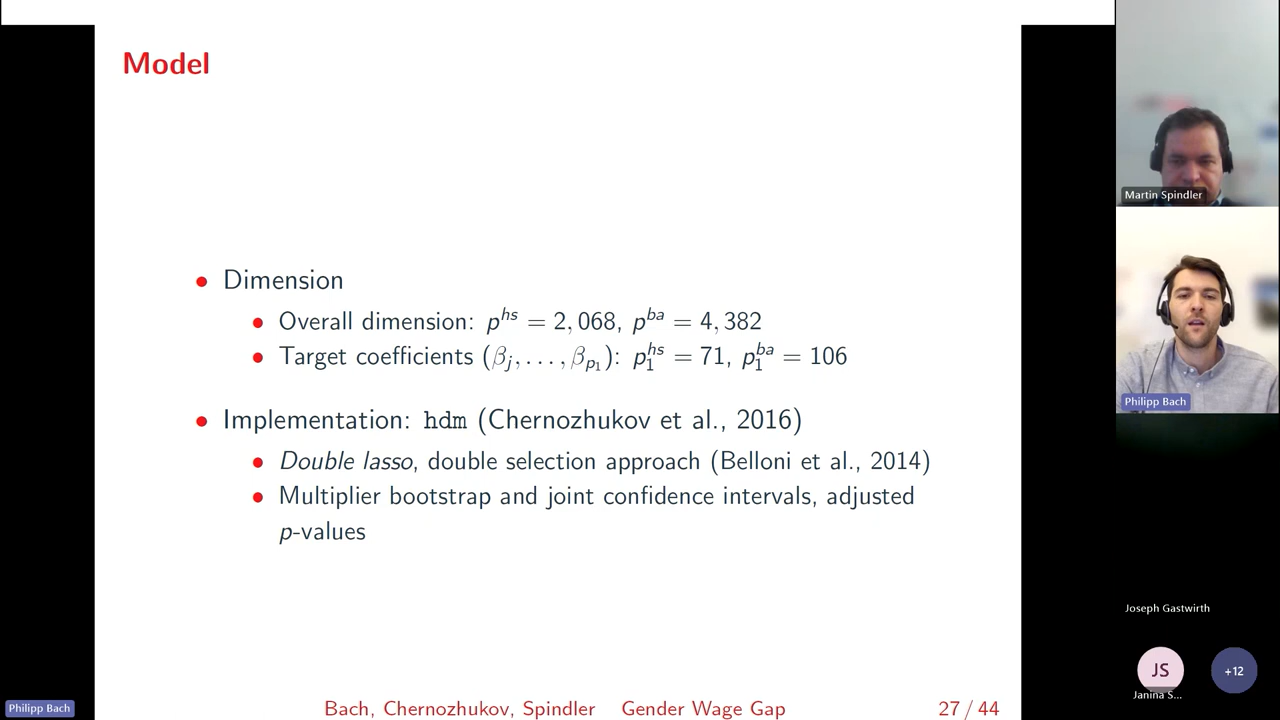 Model
• Dimension
• Overall dimension: p^hs = 2,068, p^ba = 4,382
• Target coefficients (β_j, . . . , β_p₁): p₁^hs = 71, p₁^ba = 106
• Implementation: hdm (Chernozhukov et al., 2016)
• Double lasso, double selection approach (Belloni et al., 2014)
• Multiplier bootstrap and joint confidence intervals, adjusted
p-values
Bach, Chernozhukov, Spindler Gender Wage Gap 27 / 44
Philipp Bach
Martin Spindler
Philipp Bach
Joseph Gastwirth
JS
+12
Janina S...